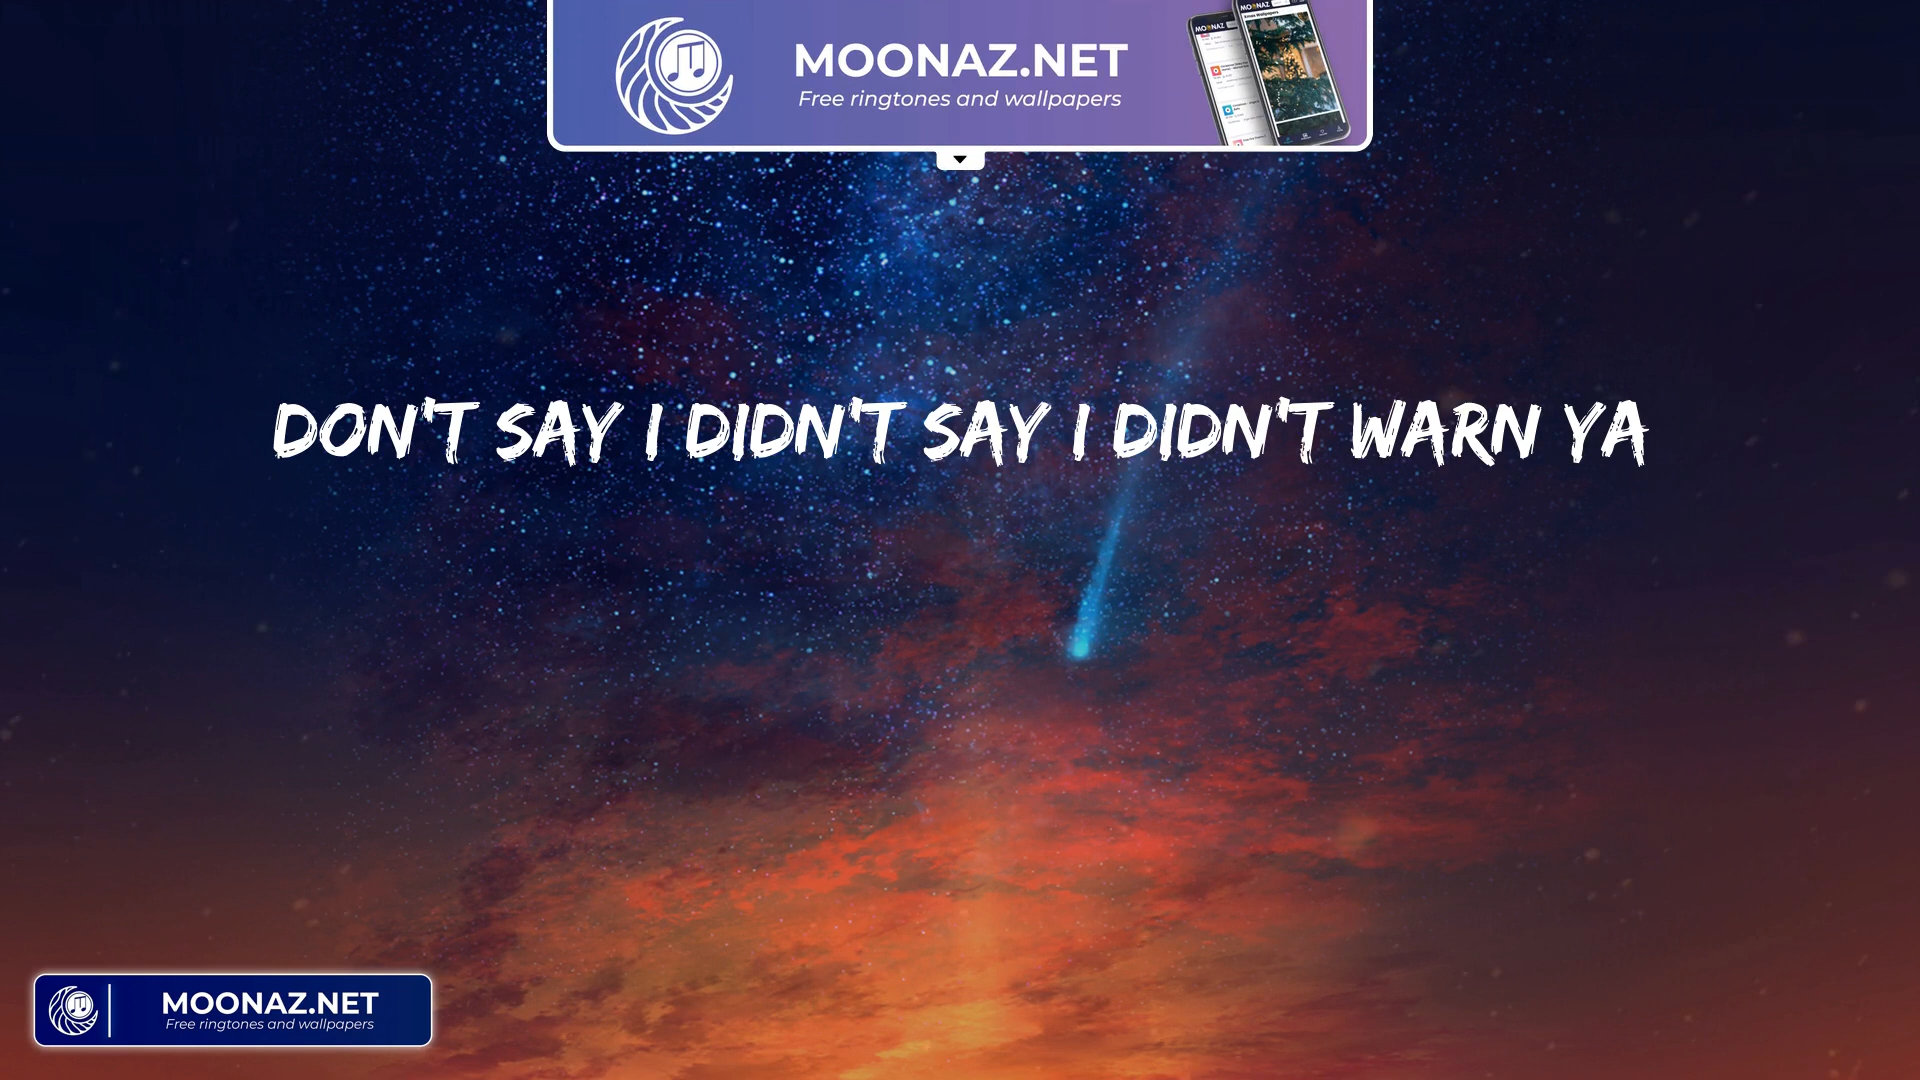 MOONAZ.NET
Free ringtones and wallpapers
DON'T SAY I DIDN'T SAY I DIDN'T WARN YA
MOONAZ.NET
Free ringtones and wallpapers